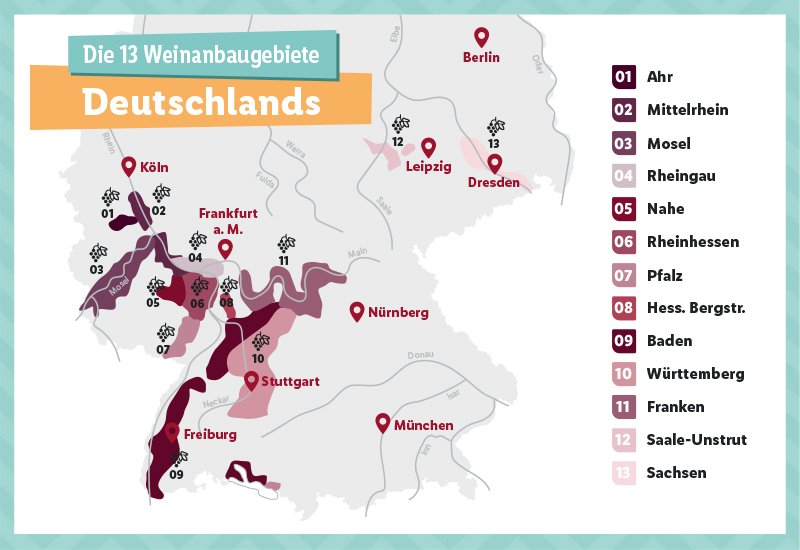 Die 13 Weinanbaugebiete
Deutschlands
Elbe
Oder
Berlin
Rhein
Köln
Werra
Fulda
12
Leipzig
13
Dresden
Saale
01
02
Frankfurt
a. M.
03
04
11
Main
Mosel
05
06
08
Nürnberg
07
10
Donau
Stuttgart
Neckar
Isar
Freiburg
München
Inn
09
01 Ahr
02 Mittelrhein
03 Mosel
04 Rheingau
05 Nahe
06 Rheinhessen
07 Pfalz
08 Hess. Bergstr.
09 Baden
10 Württemberg
11 Franken
12 Saale-Unstrut
13 Sachsen